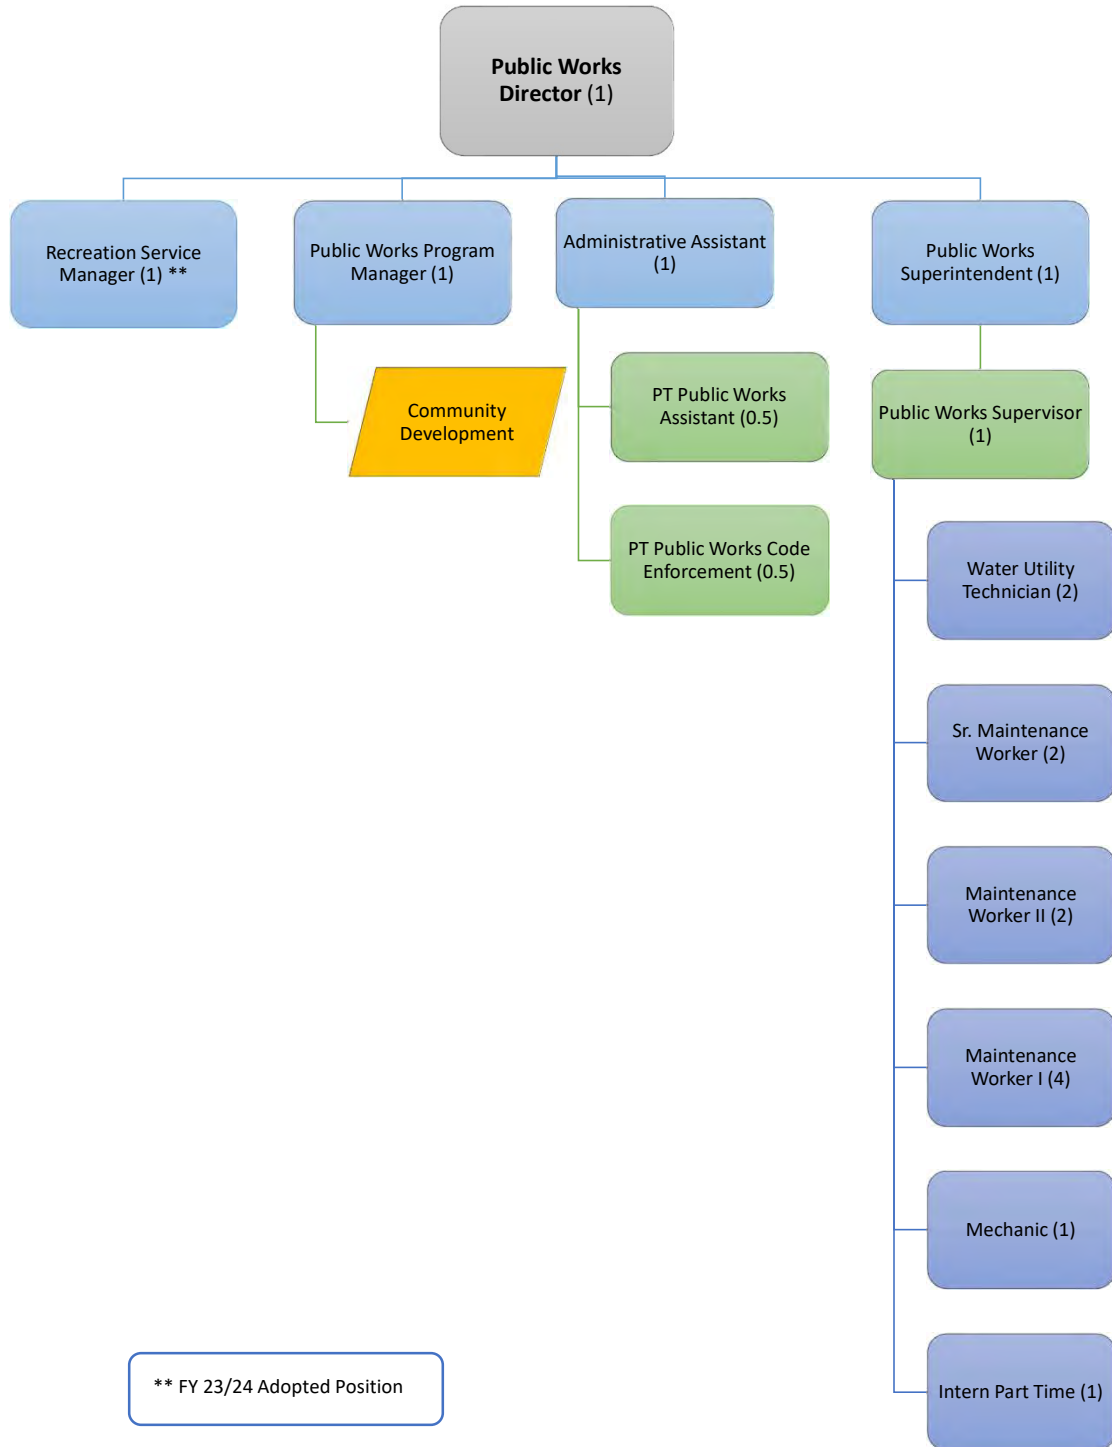 Public Works
Director (1)
Recreation Service
Manager (1) **
Public Works Program
Manager (1)
Administrative Assistant
(1)
Public Works
Superintendent (1)
Community
Development
PT Public Works
Assistant (0.5)
Public Works Supervisor
(1)
PT Public Works Code
Enforcement (0.5)
Water Utility
Technician (2)
Sr. Maintenance
Worker (2)
Maintenance
Worker II (2)
Maintenance
Worker I (4)
Mechanic (1)
Intern Part Time (1)
** FY 23/24 Adopted Position